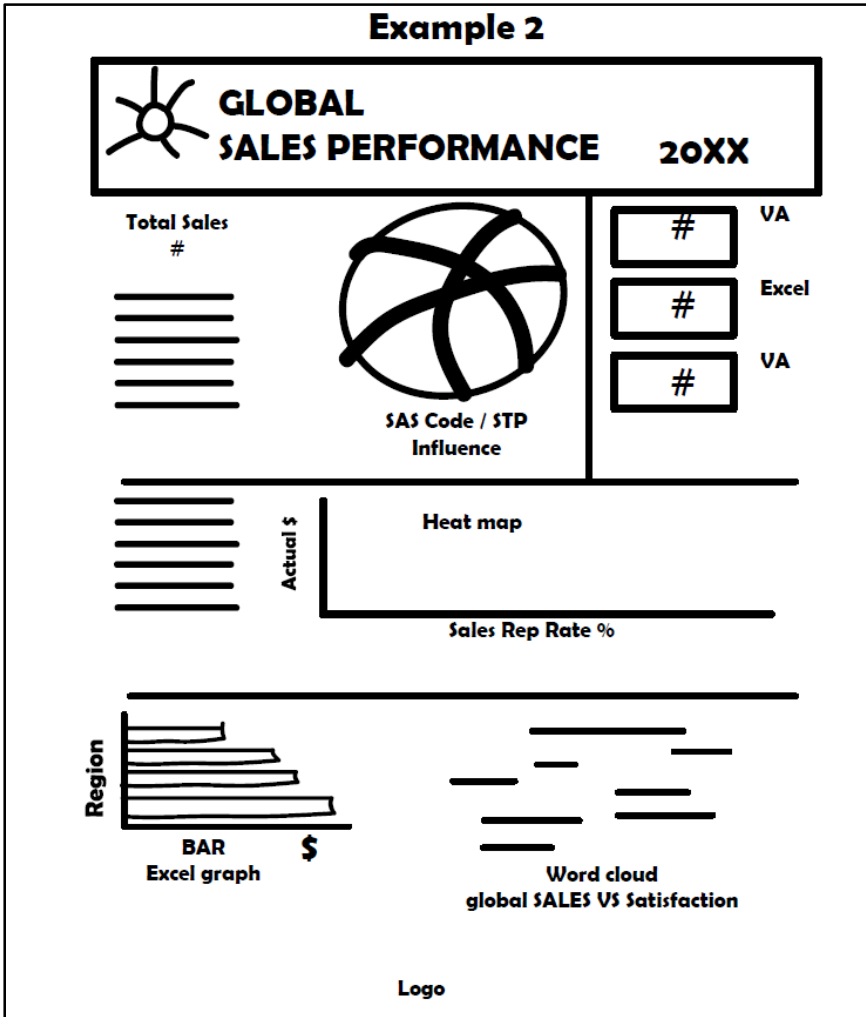 Example 2
GLOBAL
SALES PERFORMANCE 20XX
Total Sales
#
SAS Code / STP
Influence
# VA
# Excel
# VA
Actual $
Heat map
Sales Rep Rate %
Region
BAR $
Excel graph
Word cloud
global SALES VS Satisfaction
Logo